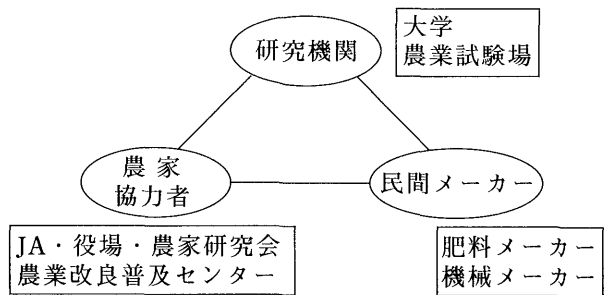 研究機関
大学
農業試験場
農家
協力者
民間メーカー
JA・役場・農家研究会
農業改良普及センター
肥料メーカー
機械メーカー